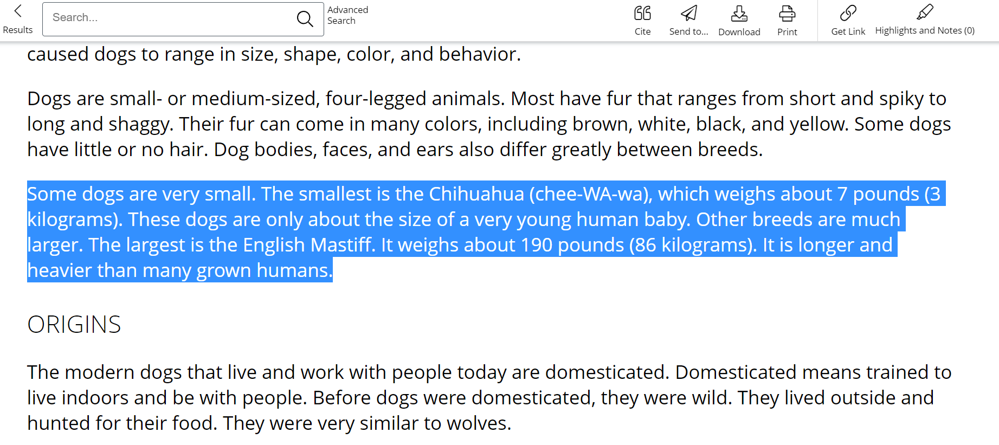 Results
Search...
Advanced
Search
Cite
Send to...
Download
Print
Get Link
Highlights and Notes (0)
caused dogs to range in size, shape, color, and behavior.
Dogs are small- or medium-sized, four-legged animals. Most have fur that ranges from short and spiky to
long and shaggy. Their fur can come in many colors, including brown, white, black, and yellow. Some dogs
have little or no hair. Dog bodies, faces, and ears also differ greatly between breeds.
Some dogs are very small. The smallest is the Chihuahua (chee-WA-wa), which weighs about 7 pounds (3
kilograms). These dogs are only about the size of a very young human baby. Other breeds are much
larger. The largest is the English Mastiff. It weighs about 190 pounds (86 kilograms). It is longer and
heavier than many grown humans.
ORIGINS
The modern dogs that live and work with people today are domesticated. Domesticated means trained to
live indoors and be with people. Before dogs were domesticated, they were wild. They lived outside and
hunted for their food. They were very similar to wolves.